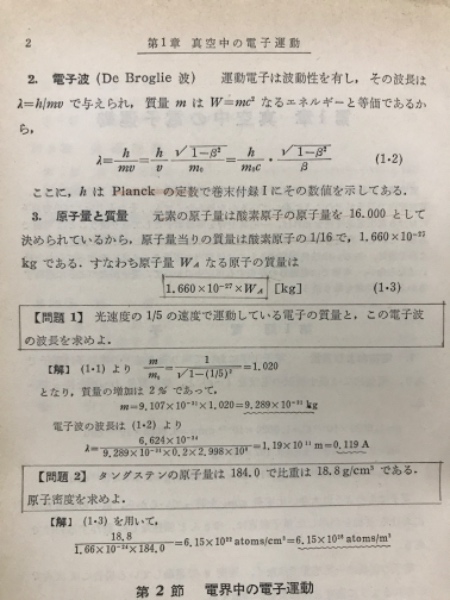 2 第1章 真空中の電子運動
2. 電子波 (De Broglie 波) 運動電子は波動性を有し，その波長は
λ=h/mv で与えられ，質量 m は W=mc² なるエネルギーと等価であるか
ら，
λ= h/mv = h/v · √1−β²/m₀ = h/m₀c · √1−β²/β (1·2)
ここに，h は Planck の定数で巻末付録 I にその数値を示してある．
3. 原子量と質量 元素の原子量は酸素原子の原子量を 16.000 として
決められているから，原子量当りの質量は酸素原子の 1/16 で，1.660×10⁻²⁷
kg である．すなわち原子量 W_A なる原子の質量は
1.660×10⁻²⁷×W_A [kg] (1·3)
【問題 1】 光速度の 1/5 の速度で運動している電子の質量と，この電子波
の波長を求めよ．
【解】 (1·1) より m/m₀ = 1/√1−(1/5)² =1.020
となり，質量の増加は 2％ であって，
m=9.107×10⁻³¹×1.020=9.289×10⁻³¹ kg
電子波の波長は (1·2) より
λ= 6.624×10⁻³⁴/9.289×10⁻³¹×0.2×2.998×10⁸ =1.19×10⁻¹¹ m=0.119 A
【問題 2】 タングステンの原子量は 184.0 で比重は 18.8 g/cm³ である．
原子密度を求めよ．
【解】 (1·3) を用いて，
18.8/1.66×10⁻²⁴×184.0 =6.15×10²² atoms/cm³=6.15×10²⁸ atoms/m³
第 2 節 電界中の電子運動